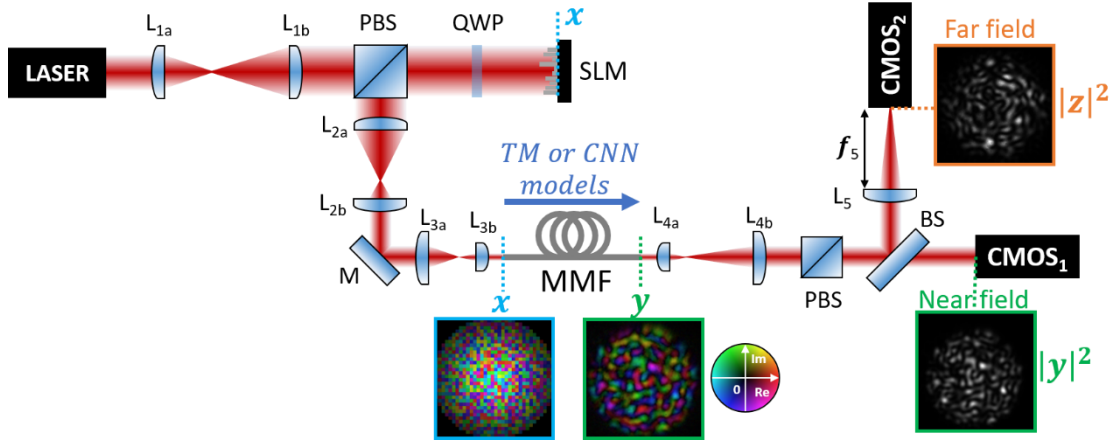 L1a
L1b
PBS
QWP
x
LASER
SLM
CMOS2
Far field
|z|²
L2a
f5
TM or CNN
models
L2b
L5
BS
L3a
L3b
L4a
L4b
M
MMF
PBS
CMOS1
x
y
Near field
Im
0
Re
|y|²